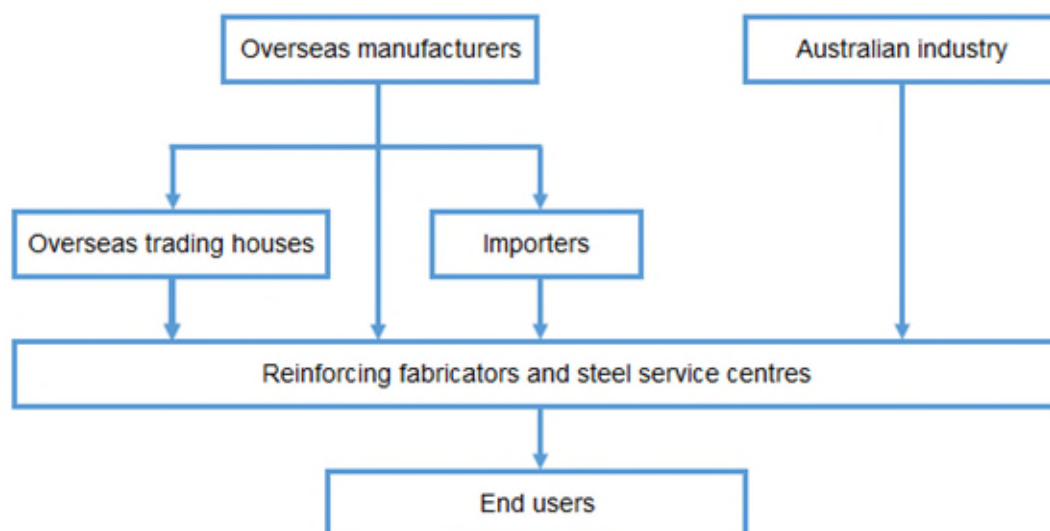 Overseas manufacturers
Australian industry
Overseas trading houses
Importers
Reinforcing fabricators and steel service centres
End users